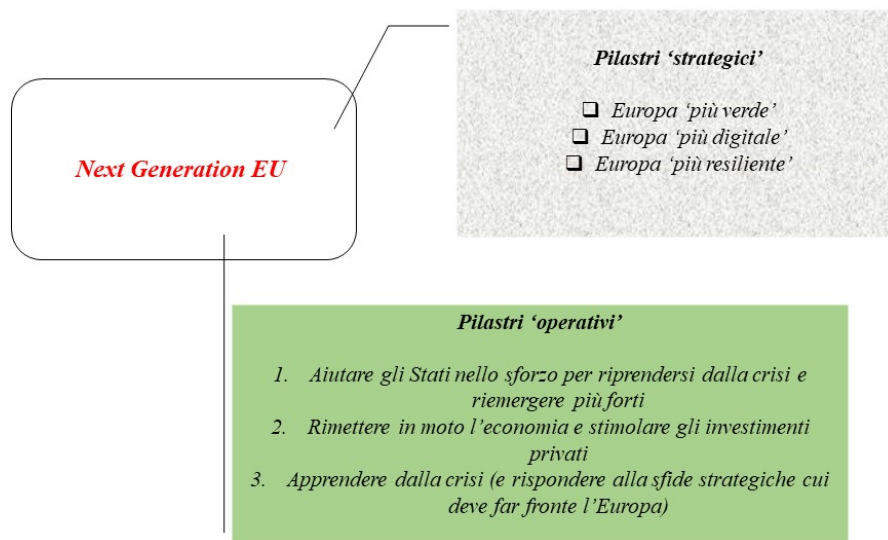 Next Generation EU
Pilastri ‘strategici’
❑ Europa ‘più verde’
❑ Europa ‘più digitale’
❑ Europa ‘più resiliente’
Pilastri ‘operativi’
1. Aiutare gli Stati nello sforzo per riprendersi dalla crisi e
riemergere più forti
2. Rimettere in moto l’economia e stimolare gli investimenti
privati
3. Apprendere dalla crisi (e rispondere alla sfide strategiche cui
deve far fronte l’Europa)